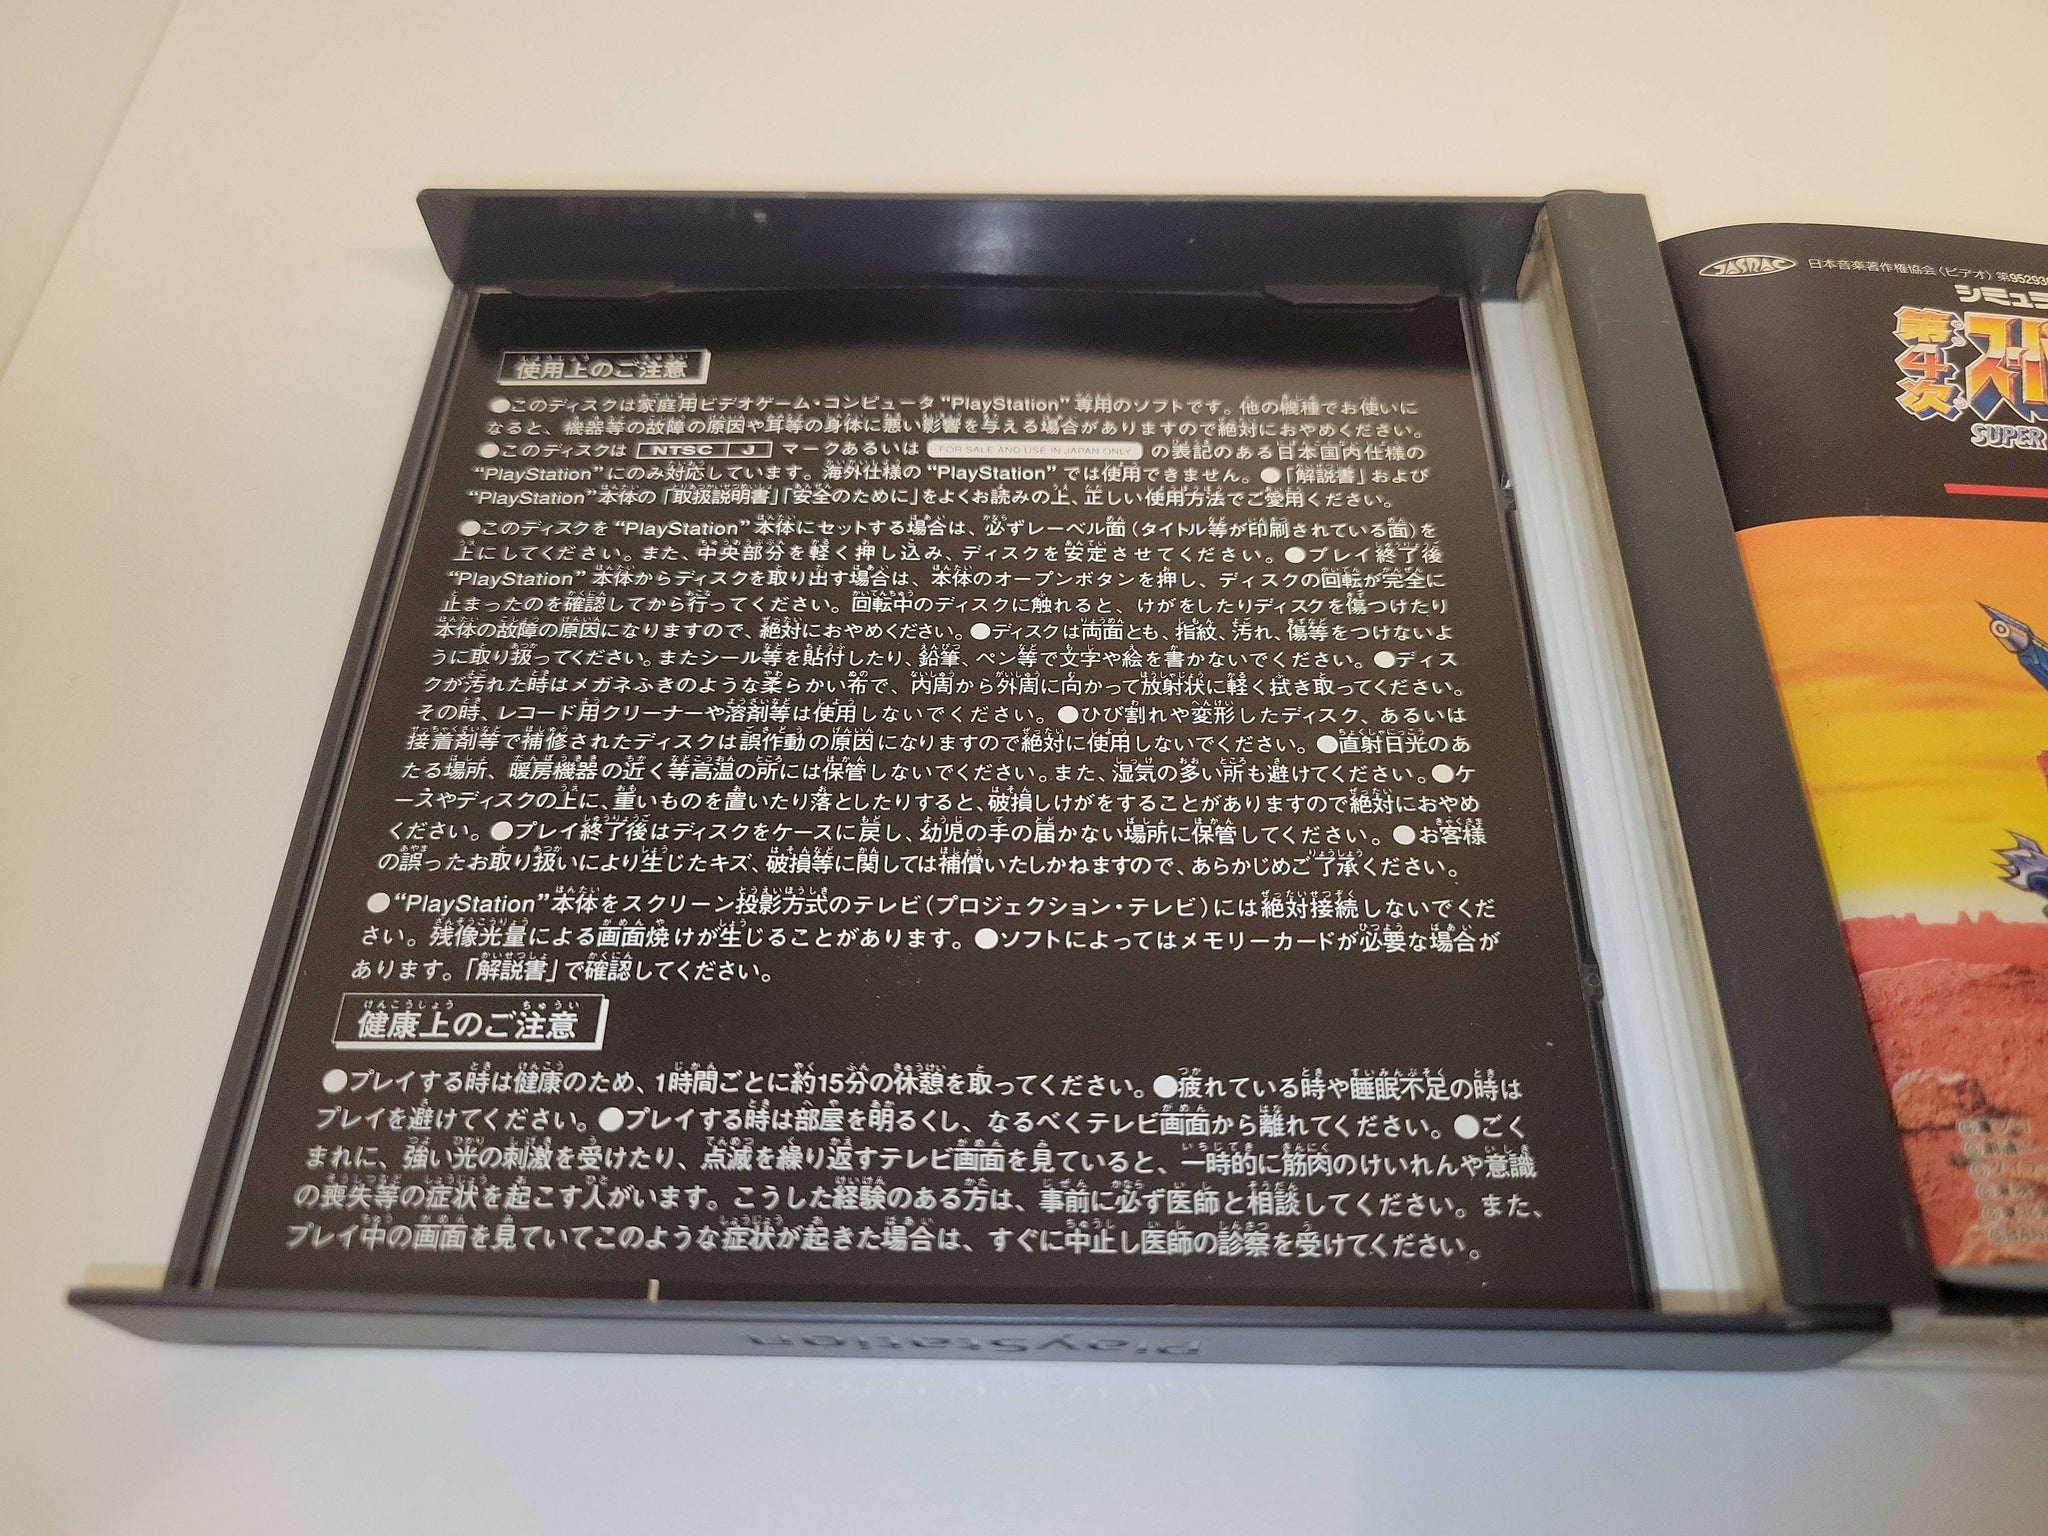 使用上のご注意
●このディスクは家庭用ビデオゲーム・コンピュータ“PlayStation”専用のソフトです。他の機種でお使いに
なると、機器等の故障の原因や耳等の身体に悪い影響を与える場合がありますので絶対におやめください。
●このディスクは NTSC J マークあるいは FOR SALE AND USE IN JAPAN ONLY の表記のある日本国内仕様の
“PlayStation”にのみ対応しています。海外仕様の“PlayStation”では使用できません。●「解説書」および
“PlayStation”本体の「取扱説明書」「安全のために」をよくお読みの上、正しい使用方法でご愛用ください。
●このディスクを“PlayStation”本体にセットする場合は、必ずレーベル面(タイトル等が印刷されている面)を
上にしてください。また、中央部分を軽く押し込み、ディスクを安定させてください。●プレイ終了後
“PlayStation”本体からディスクを取り出す場合は、本体のオープンボタンを押し、ディスクの回転が完全に
止まったのを確認してから行ってください。回転中のディスクに触れると、けがをしたりディスクを傷つけたり
本体の故障の原因になりますので、絶対におやめください。●ディスクは両面とも、指紋、汚れ、傷等をつけないよ
うに取り扱ってください。またシール等を貼付したり、鉛筆、ペン等で文字や絵を書かないでください。●ディス
クが汚れた時はメガネふきのような柔らかい布で、内周から外周に向かって放射状に軽く拭き取ってください。
その時、レコード用クリーナーや溶剤等は使用しないでください。●ひび割れや変形したディスク、あるいは
接着剤等で補修されたディスクは誤作動の原因になりますので絶対に使用しないでください。●直射日光のあ
たる場所、暖房機器の近く等高温の所には保管しないでください。また、湿気の多い所も避けてください。●ケ
ースやディスクの上に、重いものを置いたり落としたりすると、破損しけがをすることがありますので絶対におやめ
ください。●プレイ終了後はディスクをケースに戻し、幼児の手の届かない場所に保管してください。●お客様
の誤ったお取り扱いにより生じたキズ、破損等に関しては補償いたしかねますので、あらかじめご了承ください。
●“PlayStation”本体をスクリーン投影方式のテレビ(プロジェクション・テレビ)には絶対接続しないでくだ
さい。残像光量による画面焼けが生じることがあります。●ソフトによってはメモリーカードが必要な場合が
あります。「解説書」で確認してください。
健康上のご注意
●プレイする時は健康のため、1時間ごとに約15分の休憩を取ってください。●疲れている時や睡眠不足の時は
プレイを避けてください。●プレイする時は部屋を明るくし、なるべくテレビ画面から離れてください。●ごく
まれに、強い光の刺激を受けたり、点滅を繰り返すテレビ画面を見ていると、一時的に筋肉のけいれんや意識
の喪失等の症状を起こす人がいます。こうした経験のある方は、事前に必ず医師と相談してください。また、
プレイ中の画面を見ていてこのような症状が起きた場合は、すぐに中止し医師の診察を受けてください。
PlayStation
JASRAC 日本音楽著作権協会〈ビデオ〉第95293
シミュ
第4次
スーパ
SUPER